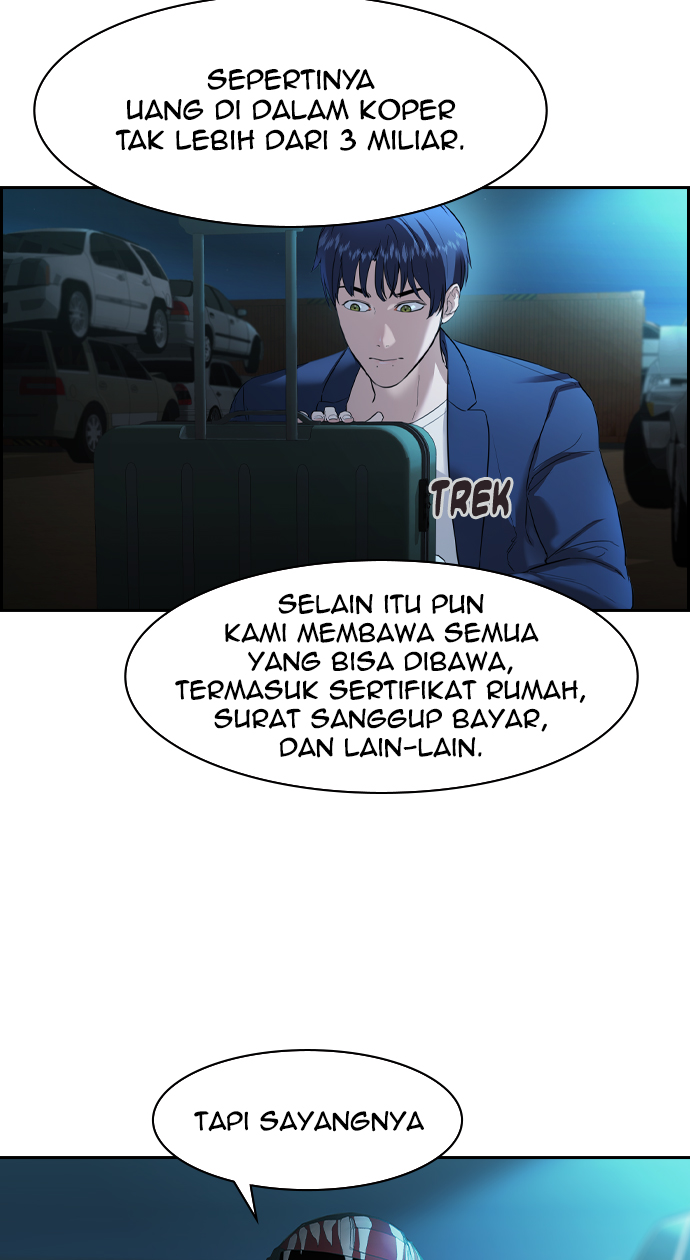 SEPERTINYA
UANG DI DALAM KOPER
TAK LEBIH DARI 3 MILIAR.
TREK
SELAIN ITU PUN
KAMI MEMBAWA SEMUA
YANG BISA DIBAWA,
TERMASUK SERTIFIKAT RUMAH,
SURAT SANGGUP BAYAR,
DAN LAIN-LAIN.
TAPI SAYANGNYA